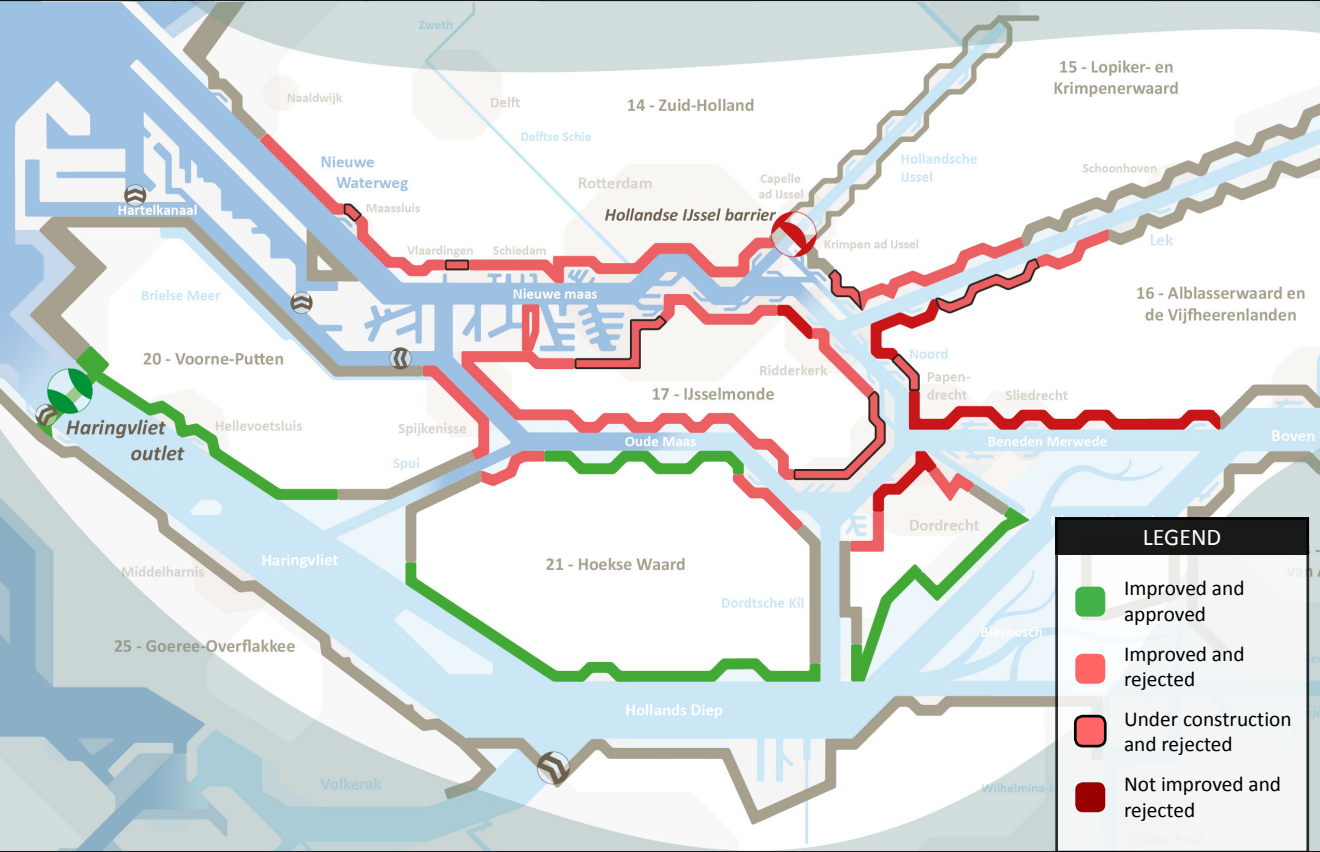 Zweth
15 - Lopiker- en
Krimpenerwaard
Naaldwijk
Delft
14 - Zuid-Holland
Delftse Schie
Nieuwe
Waterweg
Hollandsche
IJssel
Schoonhoven
Rotterdam
Capelle
ad IJssel
Hartelkanaal
Maassluis
Hollandse IJssel barrier
Vlaardingen
Schiedam
Krimpen ad IJssel
Lek
Brielse Meer
Nieuwe maas
16 - Alblasserwaard en
de Vijfheerenlanden
20 - Voorne-Putten
Noord
Ridderkerk
Papen-
drecht
17 - IJsselmonde
Sliedrecht
Haringvliet
outlet
Hellevoetsluis
Spijkenisse
Oude Maas
Beneden Merwede
Boven
Spui
Dordrecht
LEGEND
Haringvliet
21 - Hoekse Waard
Middelharnis
van
Improved and
approved
Dordtsche Kil
Biesbosch
25 - Goeree-Overflakkee
Improved and
rejected
Hollands Diep
Under construction
and rejected
Volkerak
Wilhelmina-
Not improved and
rejected